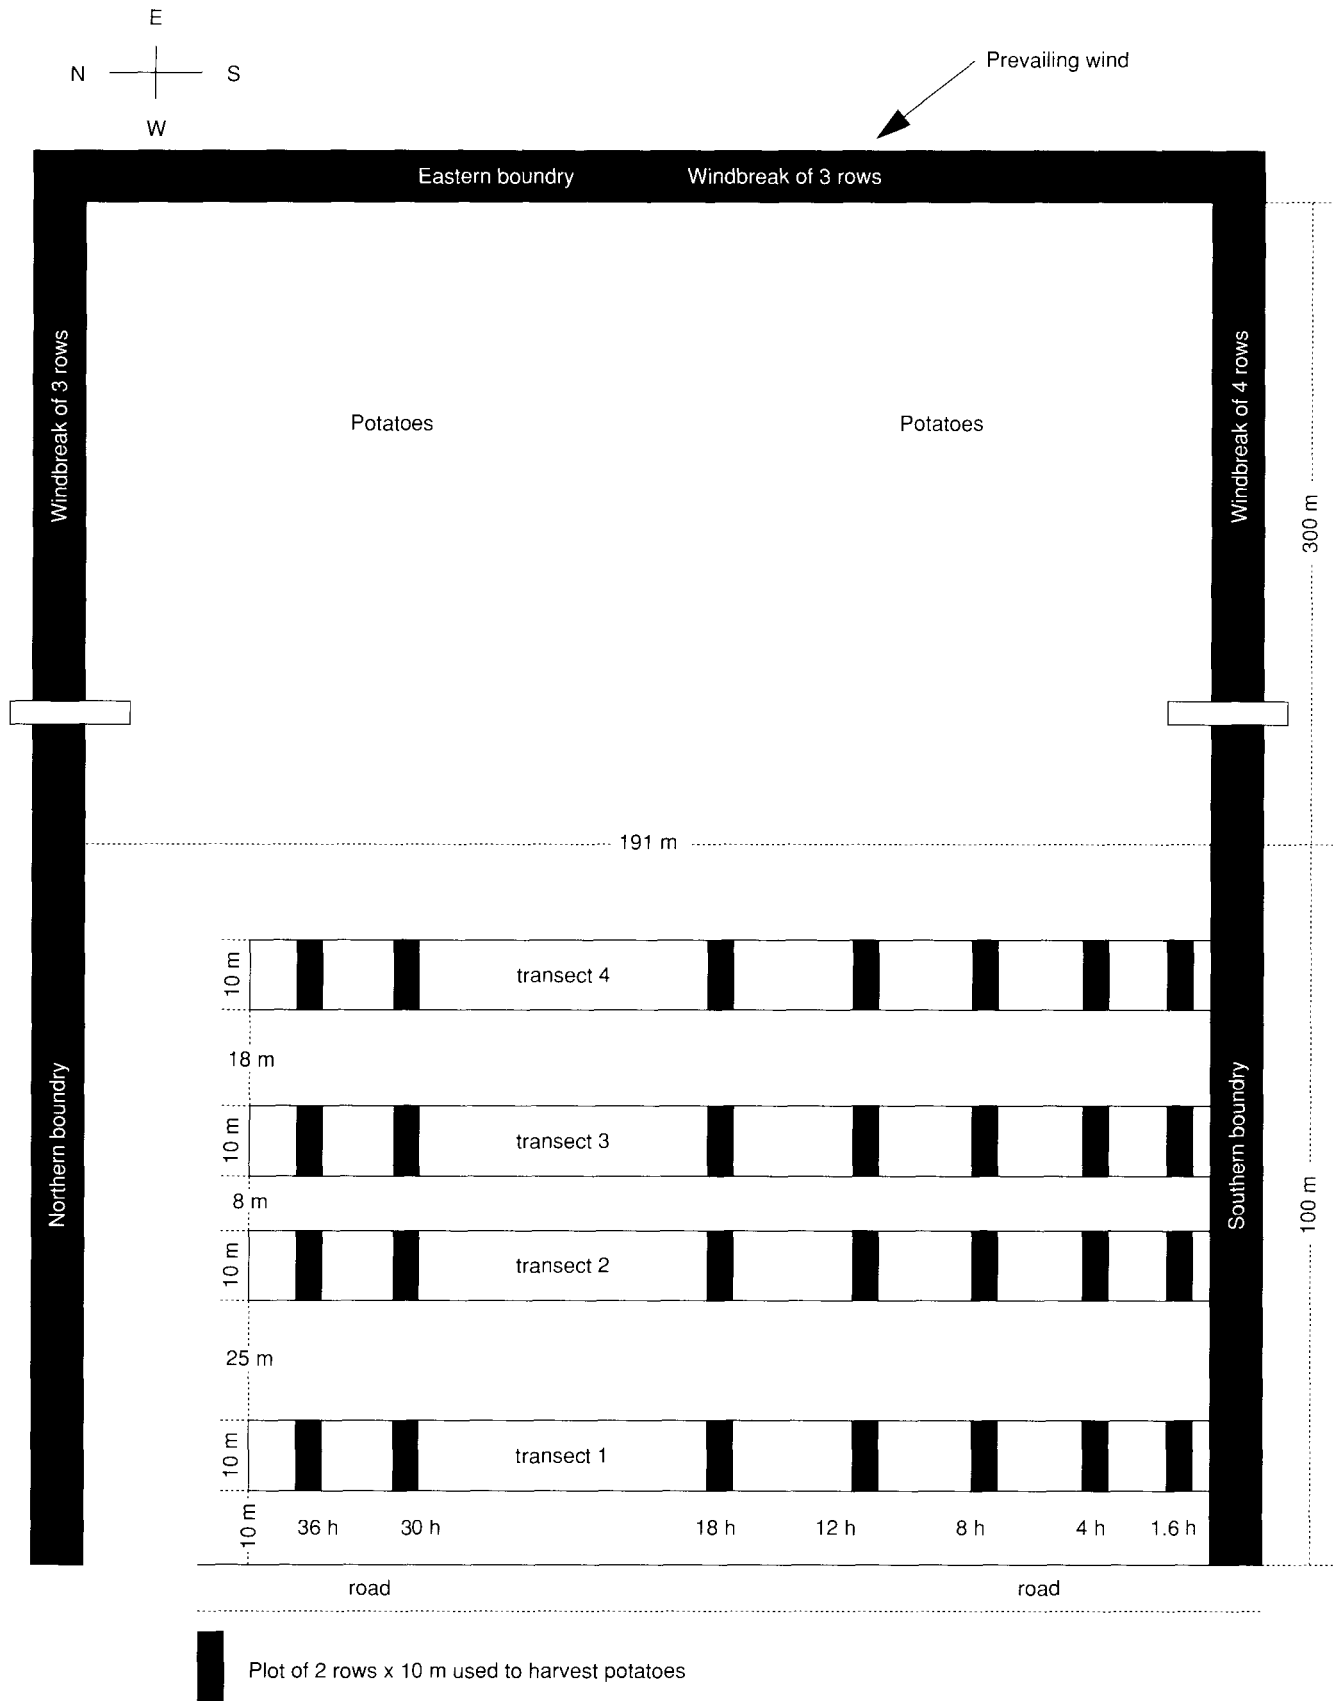 E
N
S
W
Prevailing wind
Eastern boundry
Windbreak of 3 rows
Windbreak of 3 rows
Windbreak of 4 rows
Potatoes
Potatoes
300 m
191 m
10 m
transect 4
18 m
10 m
transect 3
8 m
10 m
transect 2
25 m
10 m
transect 1
Northern boundry
Southern boundry
100 m
10 m
36 h
30 h
18 h
12 h
8 h
4 h
1.6 h
road
road
Plot of 2 rows x 10 m used to harvest potatoes